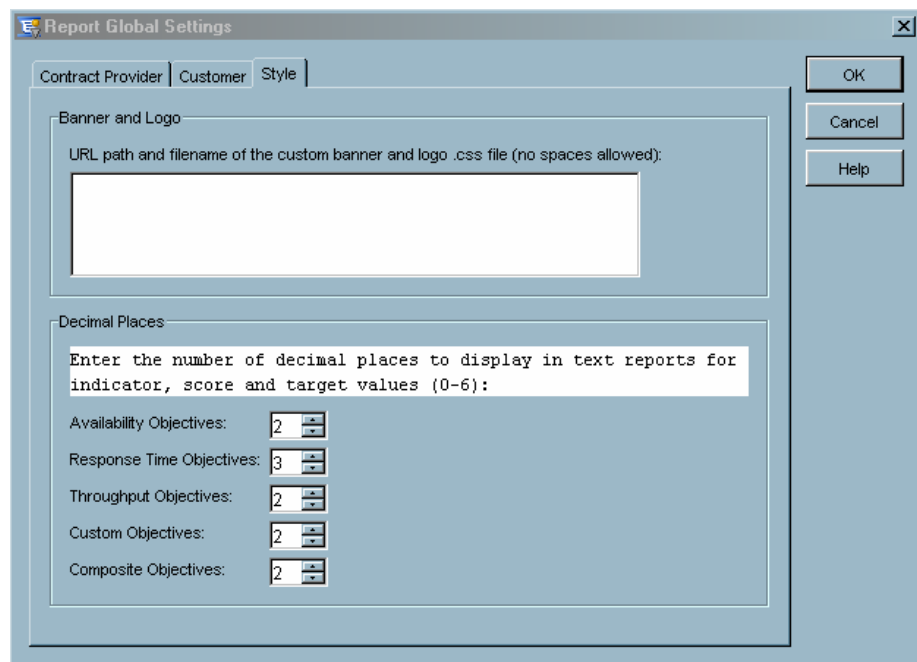 Report Global Settings
Contract Provider Customer Style
OK
Cancel
Help
Banner and Logo
URL path and filename of the custom banner and logo .css file (no spaces allowed):
Decimal Places
Enter the number of decimal places to display in text reports for
indicator, score and target values (0-6):
Availability Objectives: 2
Response Time Objectives: 3
Throughput Objectives: 2
Custom Objectives: 2
Composite Objectives: 2